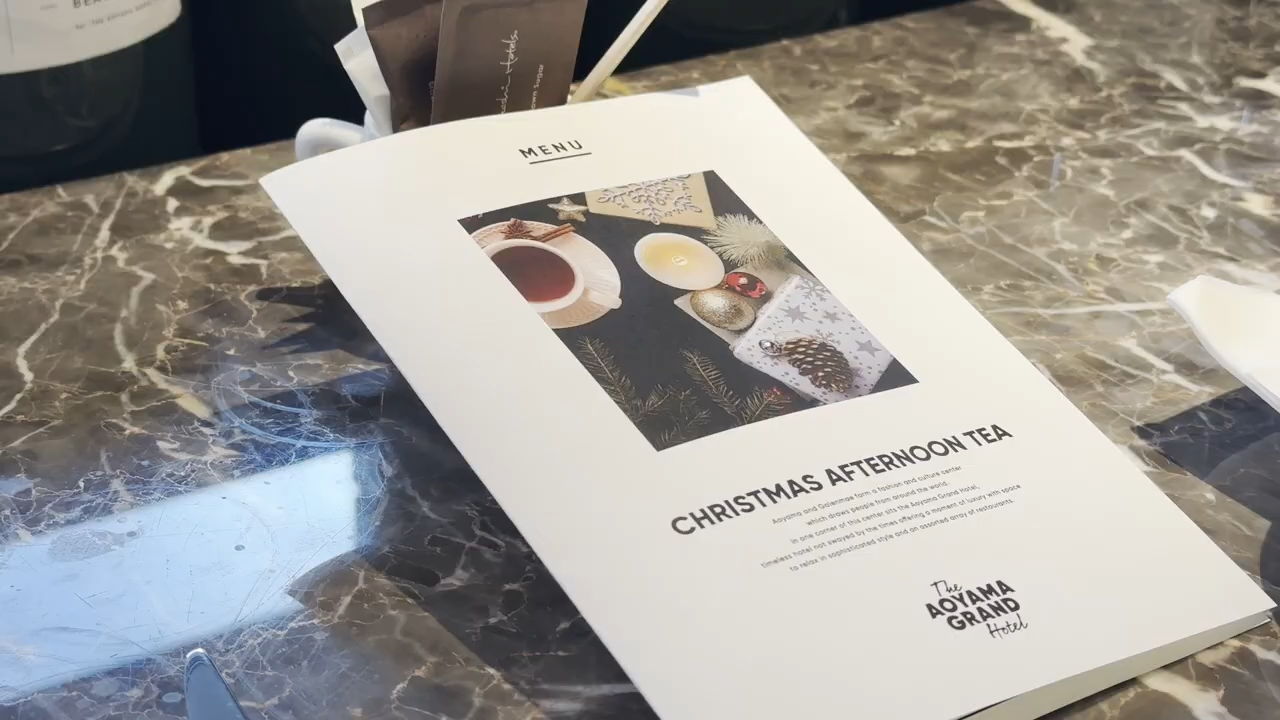 Hotels
MENU
CHRISTMAS AFTERNOON TEA
Aoyama and Gaienmae form a fashion and culture center
which draws people from around the world.
In one corner of this center sits the Aoyama Grand Hotel,
timeless hotel not swayed by the times offering a moment of luxury with space
to relax in sophisticated style and an assorted array of restaurants.
The
AOYAMA
GRAND
Hotel